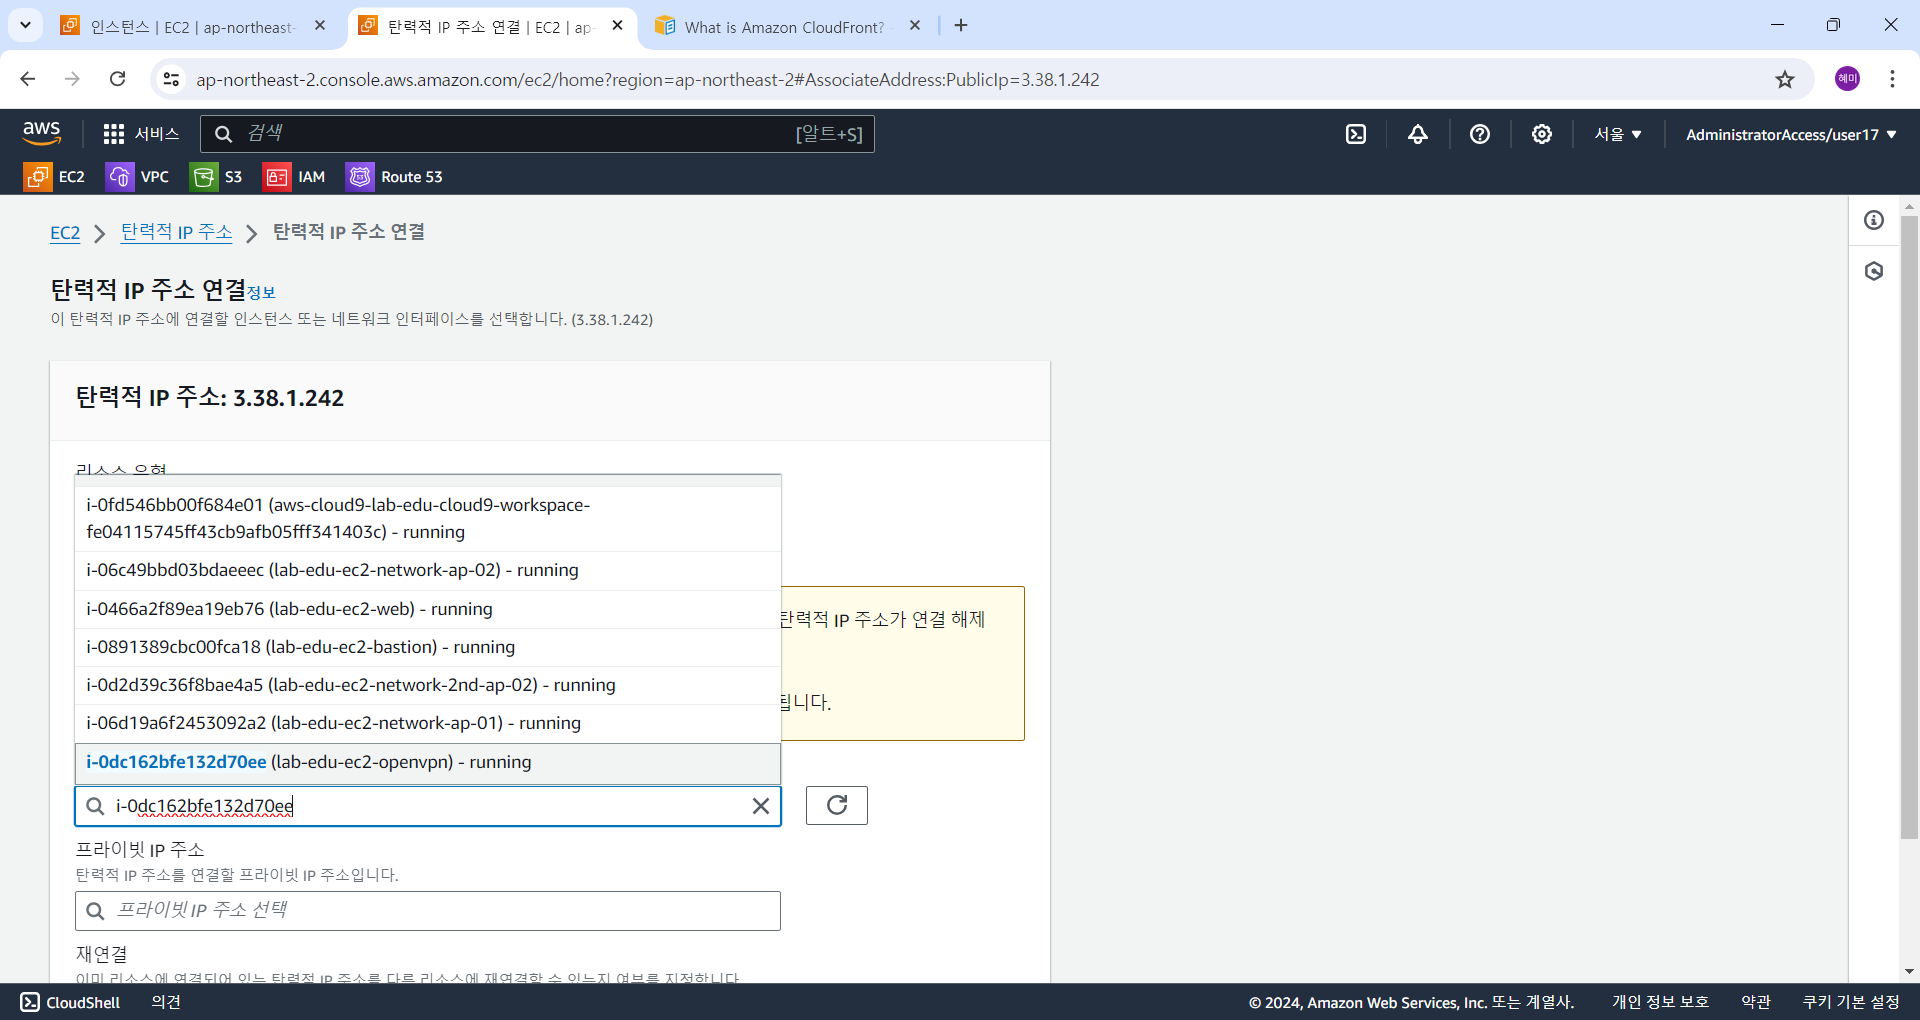 인스턴스 | EC2 | ap-northeast-
탄력적 IP 주소 연결 | EC2 | ap-
What is Amazon CloudFront?
ap-northeast-2.console.aws.amazon.com/ec2/home?region=ap-northeast-2#AssociateAddress:PublicIp=3.38.1.242
혜미
aws
서비스
검색
[알트+S]
서울
AdministratorAccess/user17
EC2
VPC
S3
IAM
Route 53
EC2
탄력적 IP 주소
탄력적 IP 주소 연결
탄력적 IP 주소 연결정보
이 탄력적 IP 주소에 연결할 인스턴스 또는 네트워크 인터페이스를 선택합니다. (3.38.1.242)
탄력적 IP 주소: 3.38.1.242
리소스 유형
i-0fd546bb00f684e01 (aws-cloud9-lab-edu-cloud9-workspace-
fe04115745ff43cb9afb05fff341403c) - running
i-06c49bbd03bdaeeec (lab-edu-ec2-network-ap-02) - running
i-0466a2f89ea19eb76 (lab-edu-ec2-web) - running
탄력적 IP 주소가 연결 해제
i-0891389cbc00fca18 (lab-edu-ec2-bastion) - running
i-0d2d39c36f8bae4a5 (lab-edu-ec2-network-2nd-ap-02) - running
됩니다.
i-06d19a6f2453092a2 (lab-edu-ec2-network-ap-01) - running
i-0dc162bfe132d70ee (lab-edu-ec2-openvpn) - running
i-0dc162bfe132d70ee
프라이빗 IP 주소
탄력적 IP 주소를 연결할 프라이빗 IP 주소입니다.
프라이빗 IP 주소 선택
재연결
이미 리소스에 연결되어 있는 탄력적 IP 주소를 다른 리소스에 재연결할 수 있는지 여부를 지정합니다
CloudShell
의견
© 2024, Amazon Web Services, Inc. 또는 계열사.
개인 정보 보호
약관
쿠키 기본 설정